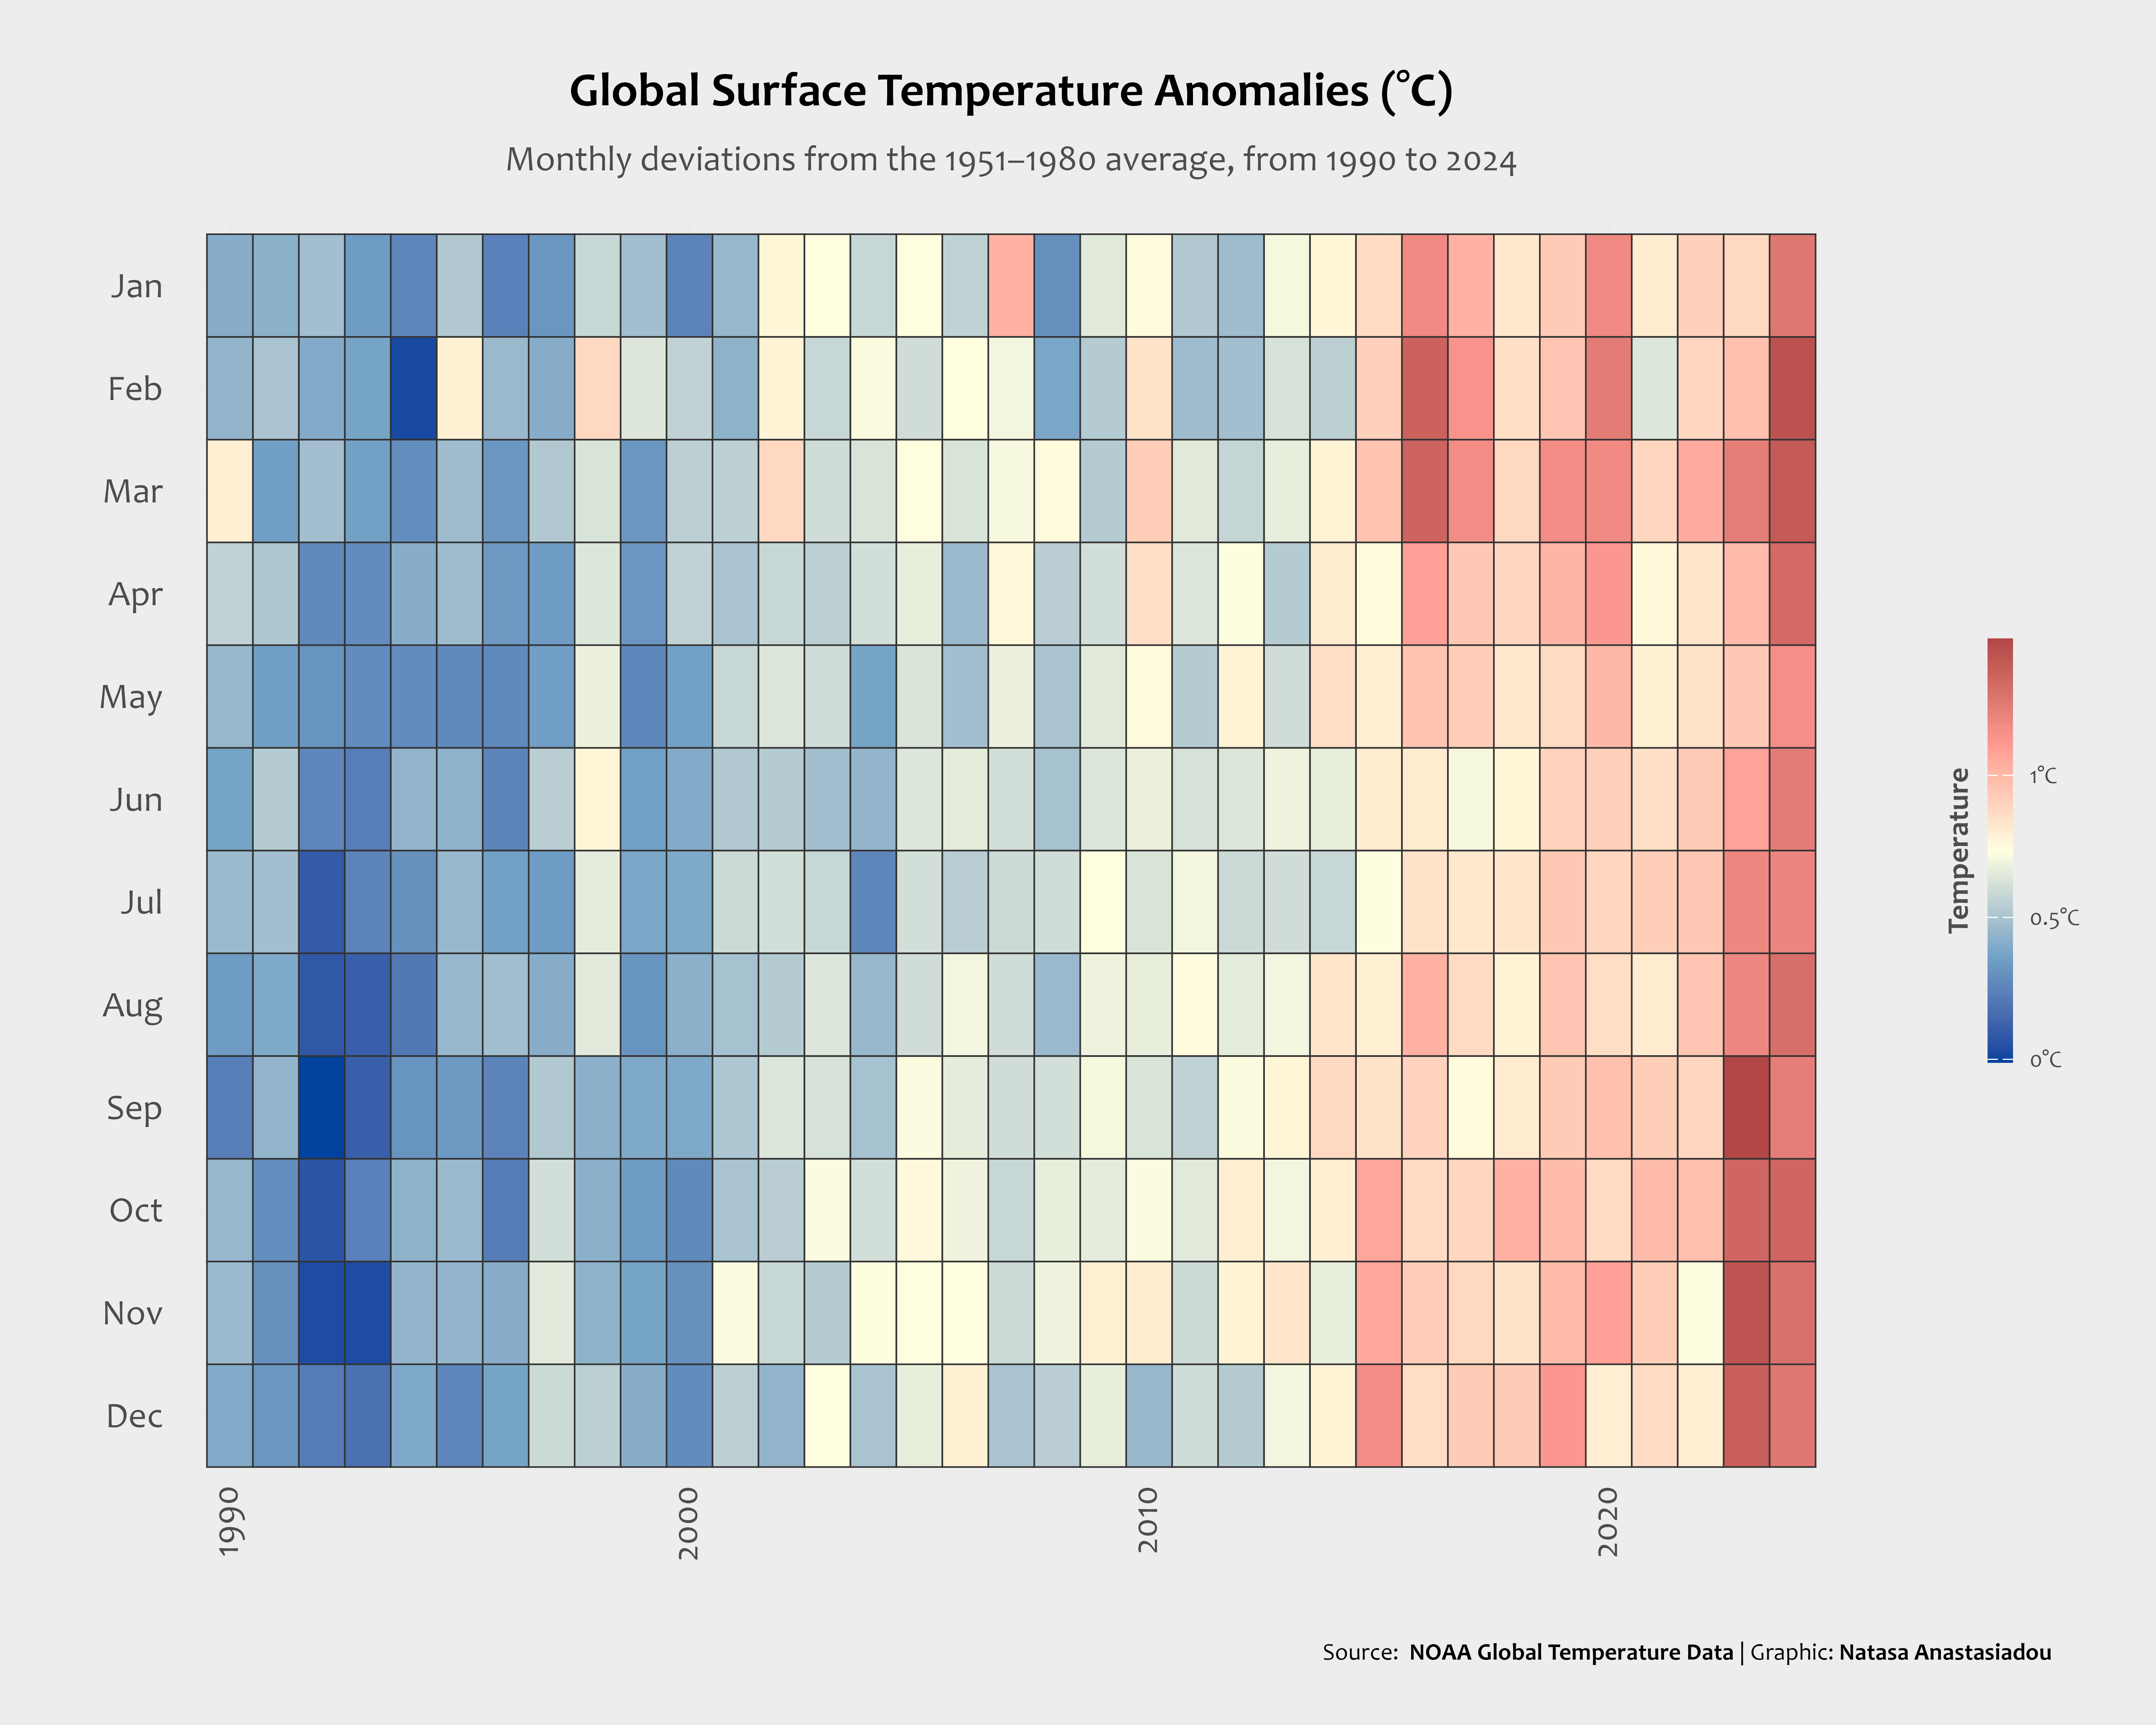 Global Surface Temperature Anomalies (°C)
Monthly deviations from the 1951–1980 average, from 1990 to 2024
Jan
Feb
Mar
Apr
May
Jun
Jul
Aug
Sep
Oct
Nov
Dec
1990
2000
2010
2020
Temperature
1°C
0.5°C
0°C
Source: NOAA Global Temperature Data | Graphic: Natasa Anastasiadou